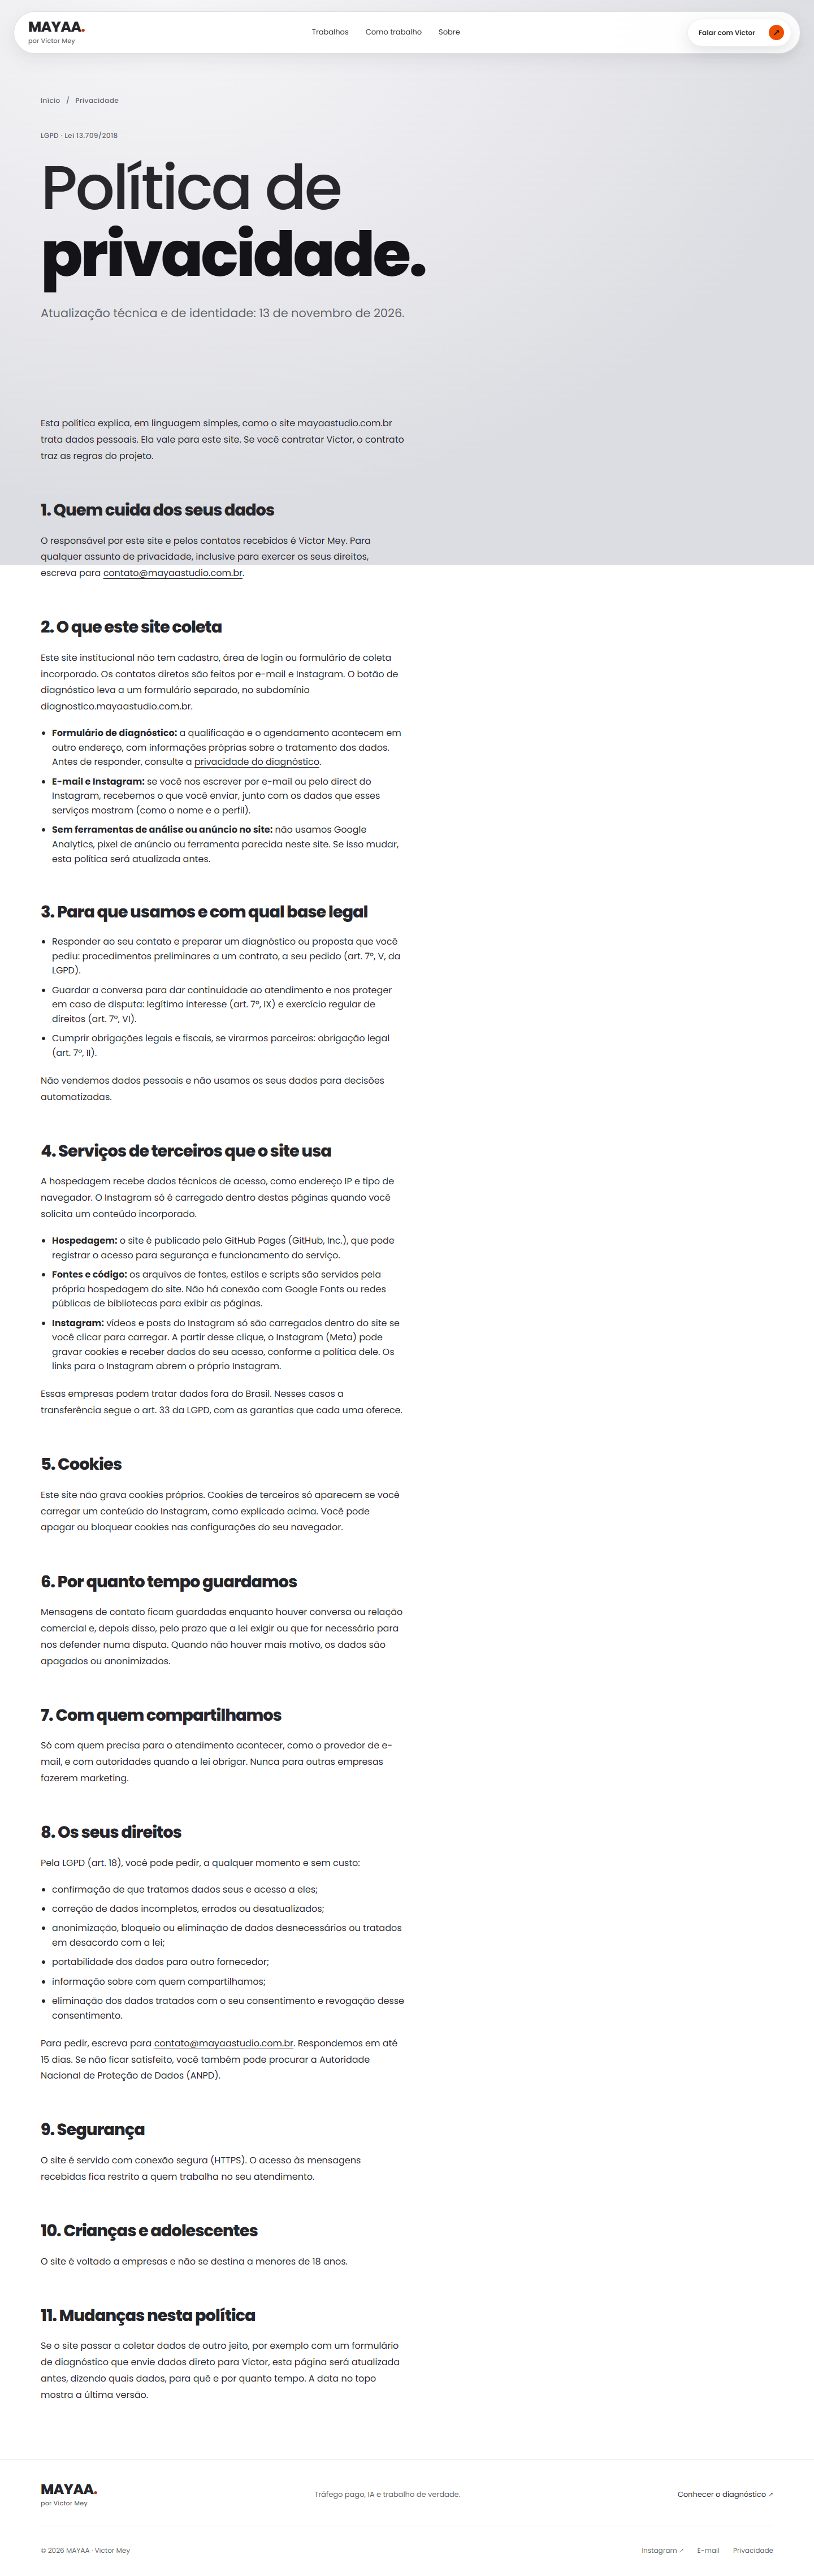 MAYAA.
por Victor Mey
Trabalhos
Como trabalho
Sobre
Falar com Victor ↗
Início / Privacidade
LGPD · Lei 13.709/2018
Política de
privacidade.
Atualização técnica e de identidade: 13 de novembro de 2026.
Esta política explica, em linguagem simples, como o site mayaastudio.com.br
trata dados pessoais. Ela vale para este site. Se você contratar Victor, o contrato
traz as regras do projeto.
1. Quem cuida dos seus dados
O responsável por este site e pelos contatos recebidos é Victor Mey. Para
qualquer assunto de privacidade, inclusive para exercer os seus direitos,
escreva para contato@mayaastudio.com.br.
2. O que este site coleta
Este site institucional não tem cadastro, área de login ou formulário de coleta
incorporado. Os contatos diretos são feitos por e-mail e Instagram. O botão de
diagnóstico leva a um formulário separado, no subdomínio
diagnostico.mayaastudio.com.br.
• Formulário de diagnóstico: a qualificação e o agendamento acontecem em
outro endereço, com informações próprias sobre o tratamento dos dados.
Antes de responder, consulte a privacidade do diagnóstico.
• E-mail e Instagram: se você nos escrever por e-mail ou pelo direct do
Instagram, recebemos o que você enviar, junto com os dados que esses
serviços mostram (como o nome e o perfil).
• Sem ferramentas de análise ou anúncio no site: não usamos Google
Analytics, pixel de anúncio ou ferramenta parecida neste site. Se isso mudar,
esta política será atualizada antes.
3. Para que usamos e com qual base legal
• Responder ao seu contato e preparar um diagnóstico ou proposta que você
pediu: procedimentos preliminares a um contrato, a seu pedido (art. 7º, V, da
LGPD).
• Guardar a conversa para dar continuidade ao atendimento e nos proteger
em caso de disputa: legítimo interesse (art. 7º, IX) e exercício regular de
direitos (art. 7º, VI).
• Cumprir obrigações legais e fiscais, se virarmos parceiros: obrigação legal
(art. 7º, II).
Não vendemos dados pessoais e não usamos os seus dados para decisões
automatizadas.
4. Serviços de terceiros que o site usa
A hospedagem recebe dados técnicos de acesso, como endereço IP e tipo de
navegador. O Instagram só é carregado dentro destas páginas quando você
solicita um conteúdo incorporado.
• Hospedagem: o site é publicado pelo GitHub Pages (GitHub, Inc.), que pode
registrar o acesso para segurança e funcionamento do serviço.
• Fontes e código: os arquivos de fontes, estilos e scripts são servidos pela
própria hospedagem do site. Não há conexão com Google Fonts ou redes
públicas de bibliotecas para exibir as páginas.
• Instagram: vídeos e posts do Instagram só são carregados dentro do site se
você clicar para carregar. A partir desse clique, o Instagram (Meta) pode
gravar cookies e receber dados do seu acesso, conforme a política dele. Os
links para o Instagram abrem o próprio Instagram.
Essas empresas podem tratar dados fora do Brasil. Nesses casos a
transferência segue o art. 33 da LGPD, com as garantias que cada uma oferece.
5. Cookies
Este site não grava cookies próprios. Cookies de terceiros só aparecem se você
carregar um conteúdo do Instagram, como explicado acima. Você pode
apagar ou bloquear cookies nas configurações do seu navegador.
6. Por quanto tempo guardamos
Mensagens de contato ficam guardadas enquanto houver conversa ou relação
comercial e, depois disso, pelo prazo que a lei exigir ou que for necessário para
nos defender numa disputa. Quando não houver mais motivo, os dados são
apagados ou anonimizados.
7. Com quem compartilhamos
Só com quem precisa para o atendimento acontecer, como o provedor de e-
mail, e com autoridades quando a lei obrigar. Nunca para outras empresas
fazerem marketing.
8. Os seus direitos
Pela LGPD (art. 18), você pode pedir, a qualquer momento e sem custo:
• confirmação de que tratamos dados seus e acesso a eles;
• correção de dados incompletos, errados ou desatualizados;
• anonimização, bloqueio ou eliminação de dados desnecessários ou tratados
em desacordo com a lei;
• portabilidade dos dados para outro fornecedor;
• informação sobre com quem compartilhamos;
• eliminação dos dados tratados com o seu consentimento e revogação desse
consentimento.
Para pedir, escreva para contato@mayaastudio.com.br. Respondemos em até
15 dias. Se não ficar satisfeito, você também pode procurar a Autoridade
Nacional de Proteção de Dados (ANPD).
9. Segurança
O site é servido com conexão segura (HTTPS). O acesso às mensagens
recebidas fica restrito a quem trabalha no seu atendimento.
10. Crianças e adolescentes
O site é voltado a empresas e não se destina a menores de 18 anos.
11. Mudanças nesta política
Se o site passar a coletar dados de outro jeito, por exemplo com um formulário
de diagnóstico que envie dados direto para Victor, esta página será atualizada
antes, dizendo quais dados, para quê e por quanto tempo. A data no topo
mostra a última versão.
MAYAA.
por Victor Mey
Tráfego pago, IA e trabalho de verdade.
Conhecer o diagnóstico ↗
© 2026 MAYAA · Victor Mey
Instagram ↗
E-mail
Privacidade